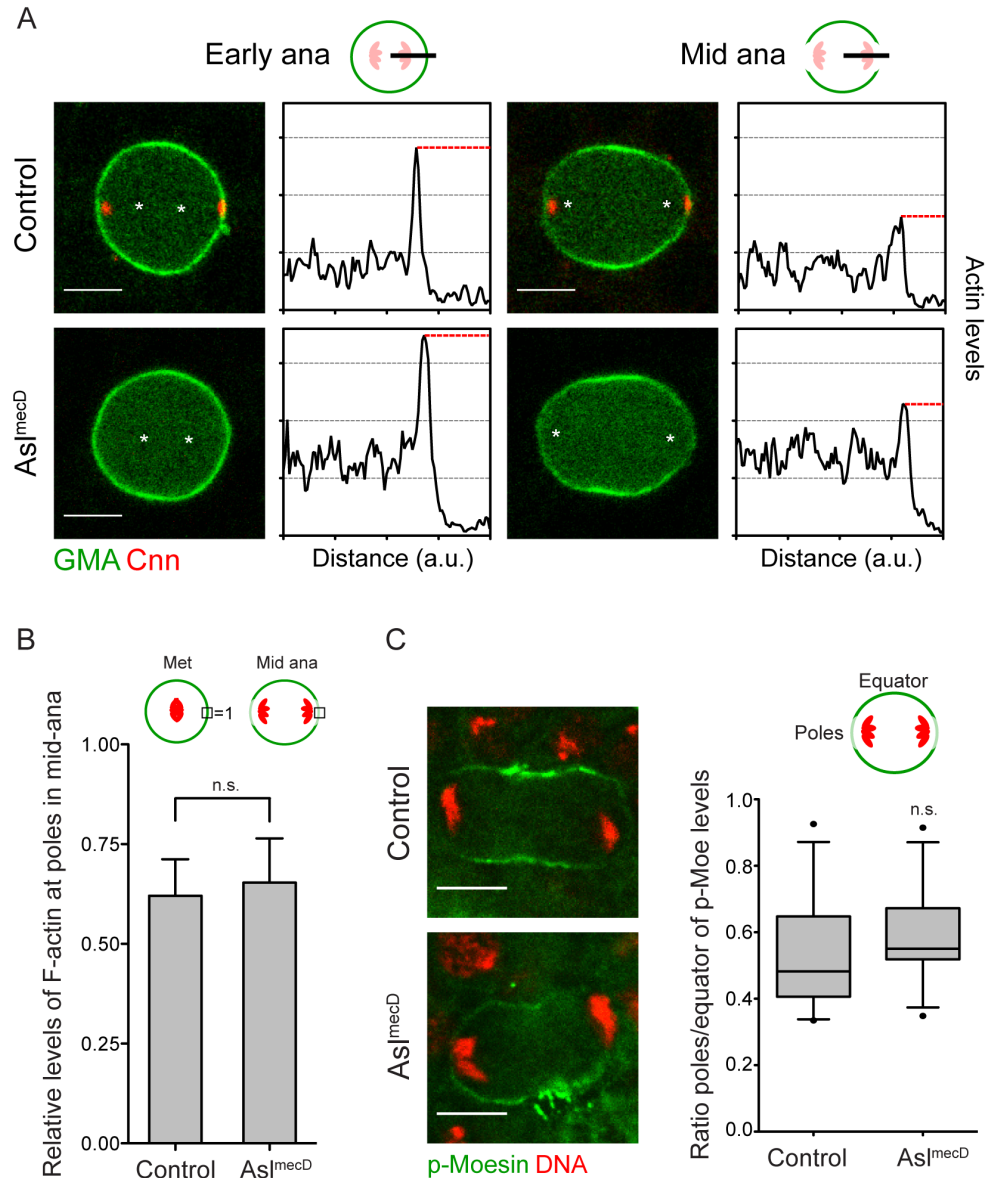 A
Early ana
Mid ana
Control
Asl^mecD
* *
* *
* *
* *
Actin levels
GMA Cnn
Distance (a.u.)
Distance (a.u.)
B
Met
Mid ana
=1
Relative levels of F-actin at poles in mid-ana
1.00
0.75
0.50
0.25
0.00
n.s.
Control
Asl^mecD
C
Control
Asl^mecD
p-Moesin DNA
Equator
Poles
Ratio poles/equator of p-Moe levels
1.0
0.8
0.6
0.4
0.2
0.0
n.s.
Control
Asl^mecD